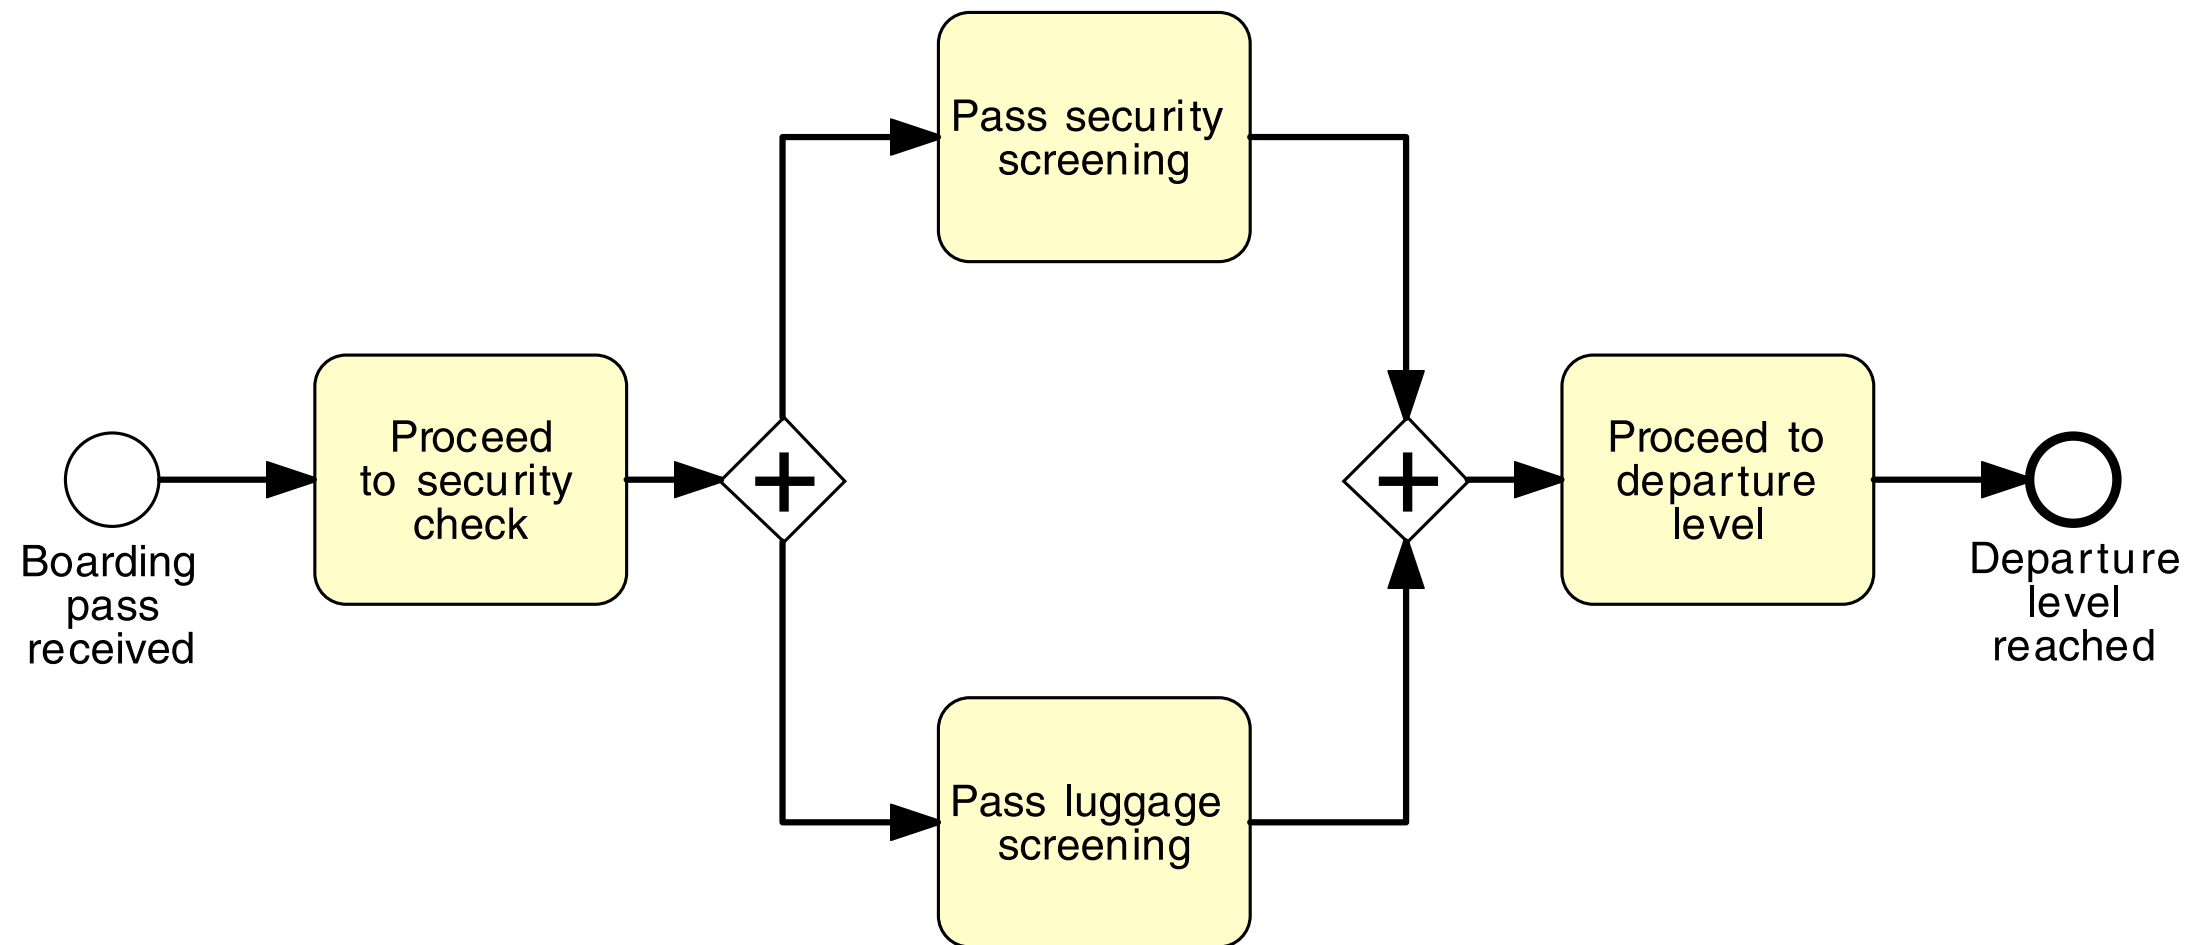 Boarding
pass
received
Proceed
to security
check
Pass security
screening
Pass luggage
screening
Proceed to
departure
level
Departure
level
reached